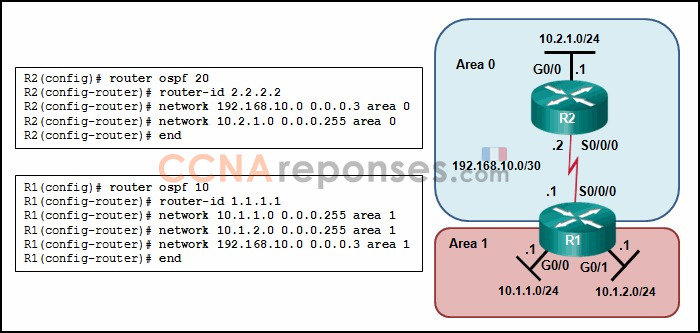 R2(config)# router ospf 20
R2(config-router)# router-id 2.2.2.2
R2(config-router)# network 192.168.10.0 0.0.0.3 area 0
R2(config-router)# network 10.2.1.0 0.0.0.255 area 0
R2(config-router)# end
R1(config)# router ospf 10
R1(config-router)# router-id 1.1.1.1
R1(config-router)# network 10.1.1.0 0.0.0.255 area 1
R1(config-router)# network 10.1.2.0 0.0.0.255 area 1
R1(config-router)# network 192.168.10.0 0.0.0.3 area 1
R1(config-router)# end
CCNAreponses.com
10.2.1.0/24
Area 0
G0/0 .1
R2
.2 S0/0/0
192.168.10.0/30
.1 S0/0/0
R1
Area 1
.1 .1
G0/0 G0/1
10.1.1.0/24 10.1.2.0/24